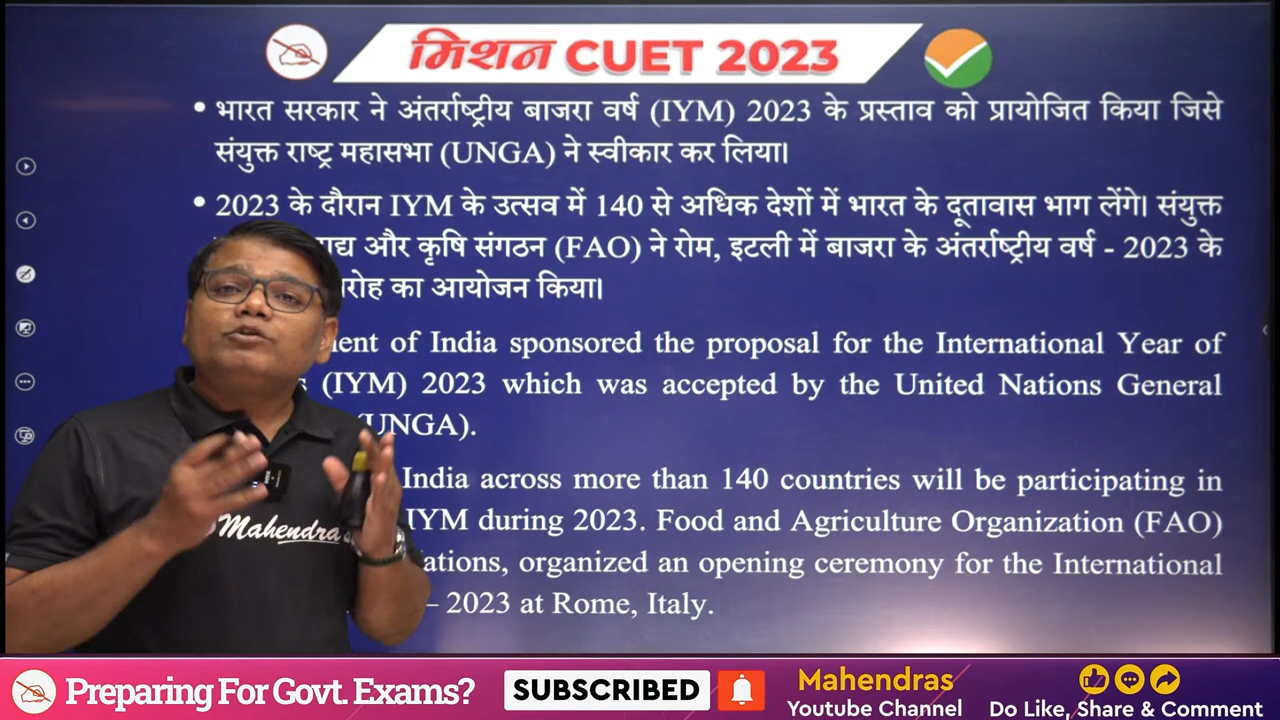 मिशन CUET 2023
• भारत सरकार ने अंतर्राष्ट्रीय बाजरा वर्ष (IYM) 2023 के प्रस्ताव को प्रायोजित किया जिसे
संयुक्त राष्ट्र महासभा (UNGA) ने स्वीकार कर लिया।
• 2023 के दौरान IYM के उत्सव में 140 से अधिक देशों में भारत के दूतावास भाग लेंगे। संयुक्त
और कृषि संगठन (FAO) ने रोम, इटली में बाजरा के अंतर्राष्ट्रीय वर्ष - 2023 के
का आयोजन किया।
of India sponsored the proposal for the International Year of
(IYM) 2023 which was accepted by the United Nations General
(UNGA).
India across more than 140 countries will be participating in
IYM during 2023. Food and Agriculture Organization (FAO)
organized an opening ceremony for the International
– 2023 at Rome, Italy.
Mahendra's
Preparing For Govt. Exams?
SUBSCRIBED
Mahendras
Youtube Channel
Do Like, Share & Comment